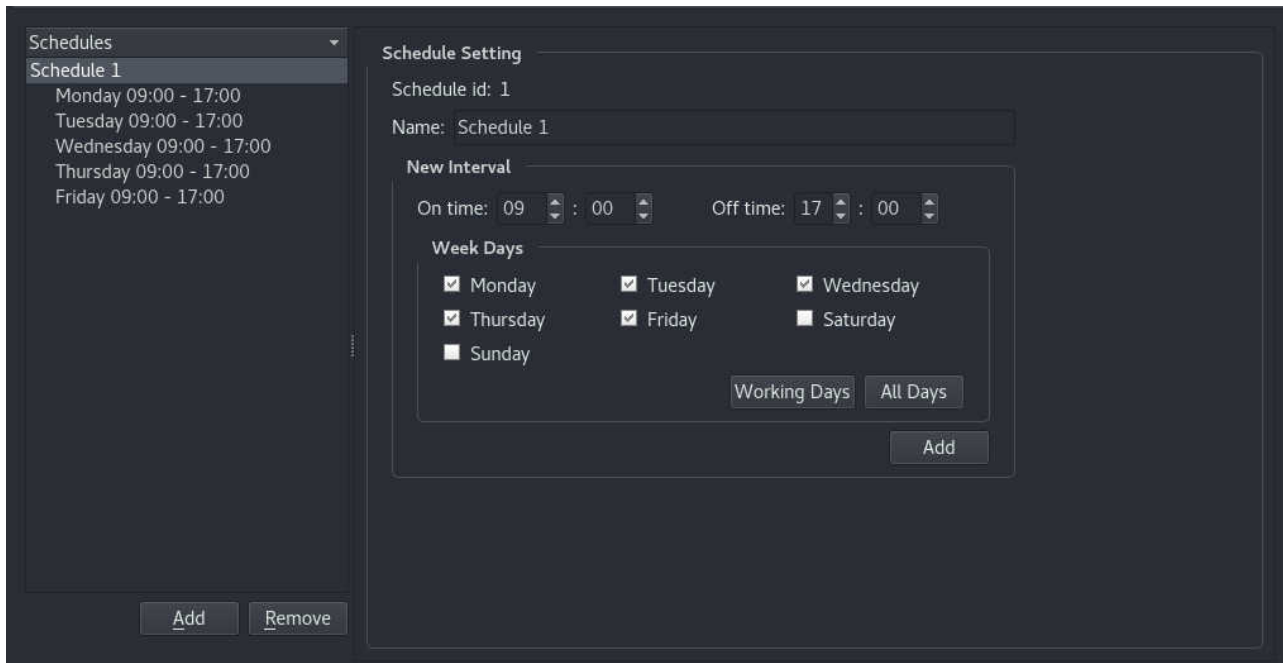 Schedules
Schedule 1
Monday 09:00 - 17:00
Tuesday 09:00 - 17:00
Wednesday 09:00 - 17:00
Thursday 09:00 - 17:00
Friday 09:00 - 17:00
Add Remove
Schedule Setting
Schedule id: 1
Name: Schedule 1
New Interval
On time: 09 : 00 Off time: 17 : 00
Week Days
Monday Tuesday Wednesday
Thursday Friday Saturday
Sunday
Working Days All Days
Add